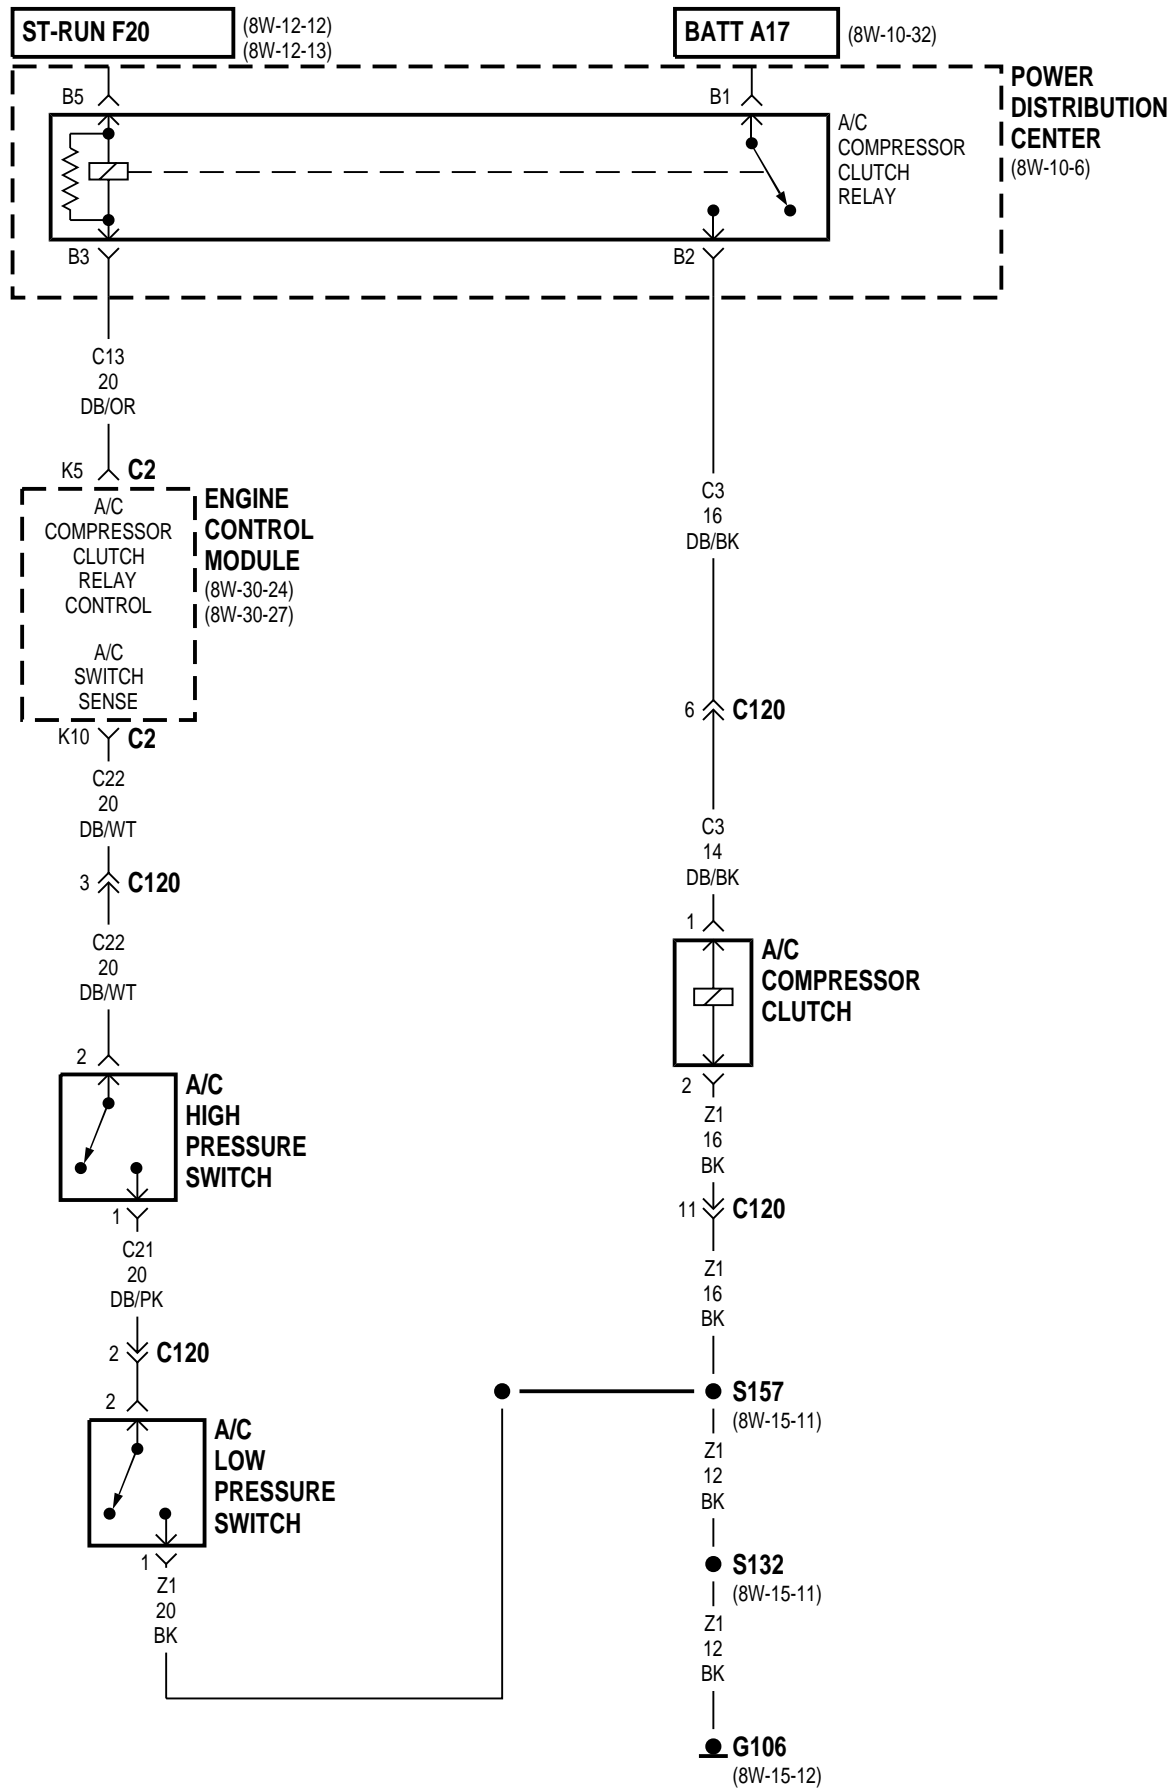 ST-RUN F20
(8W-12-12)
(8W-12-13)
BATT A17
(8W-10-32)
POWER
DISTRIBUTION
CENTER
(8W-10-6)
B5
B1
A/C
COMPRESSOR
CLUTCH
RELAY
B3
B2
C13
20
DB/OR
K5
C2
A/C
COMPRESSOR
CLUTCH
RELAY
CONTROL
A/C
SWITCH
SENSE
ENGINE
CONTROL
MODULE
(8W-30-24)
(8W-30-27)
K10
C2
C22
20
DB/WT
3
C120
C22
20
DB/WT
2
A/C
HIGH
PRESSURE
SWITCH
1
C21
20
DB/PK
2
C120
2
A/C
LOW
PRESSURE
SWITCH
1
Z1
20
BK
C3
16
DB/BK
6
C120
C3
14
DB/BK
1
A/C
COMPRESSOR
CLUTCH
2
Z1
16
BK
11
C120
Z1
16
BK
S157
(8W-15-11)
Z1
12
BK
S132
(8W-15-11)
Z1
12
BK
G106
(8W-15-12)